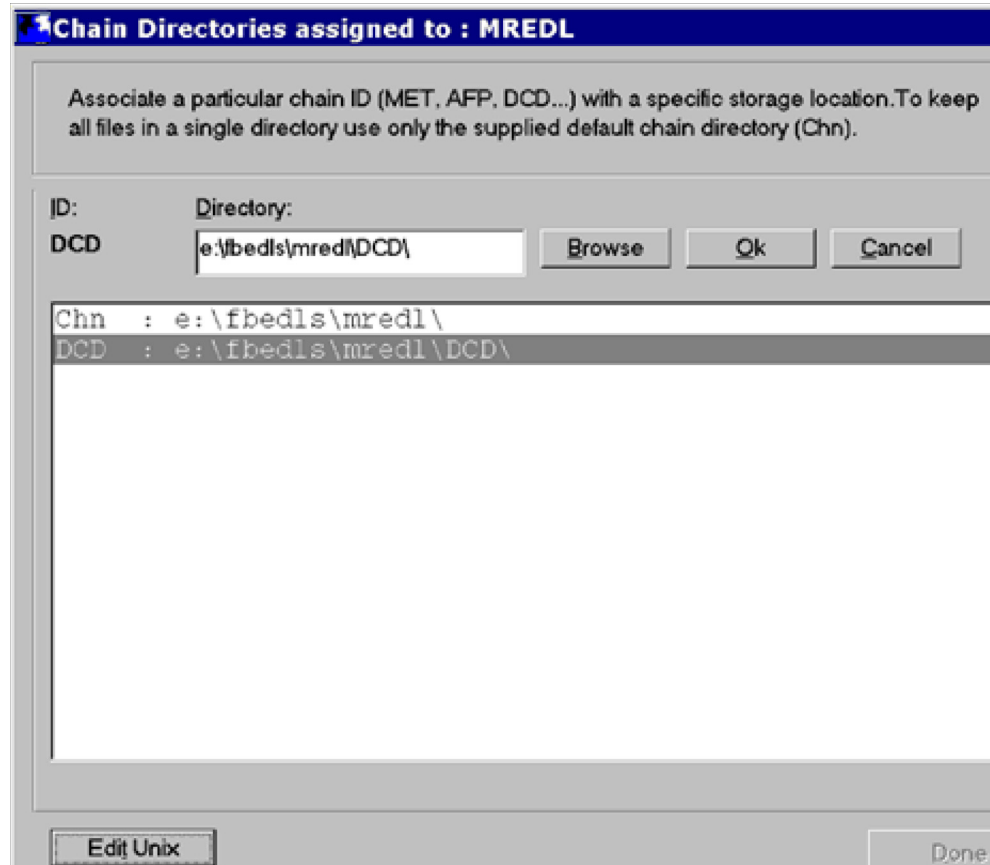 Chain Directories assigned to : MREDL
Associate a particular chain ID (MET, AFP, DCD...) with a specific storage location.To keep
all files in a single directory use only the supplied default chain directory (Chn).
ID: Directory:
DCD e:\fbedls\mredl\DCD\ Browse Ok Cancel
Chn : e:\fbedls\mredl\
DCD : e:\fbedls\mredl\DCD\
Edit Unix Done